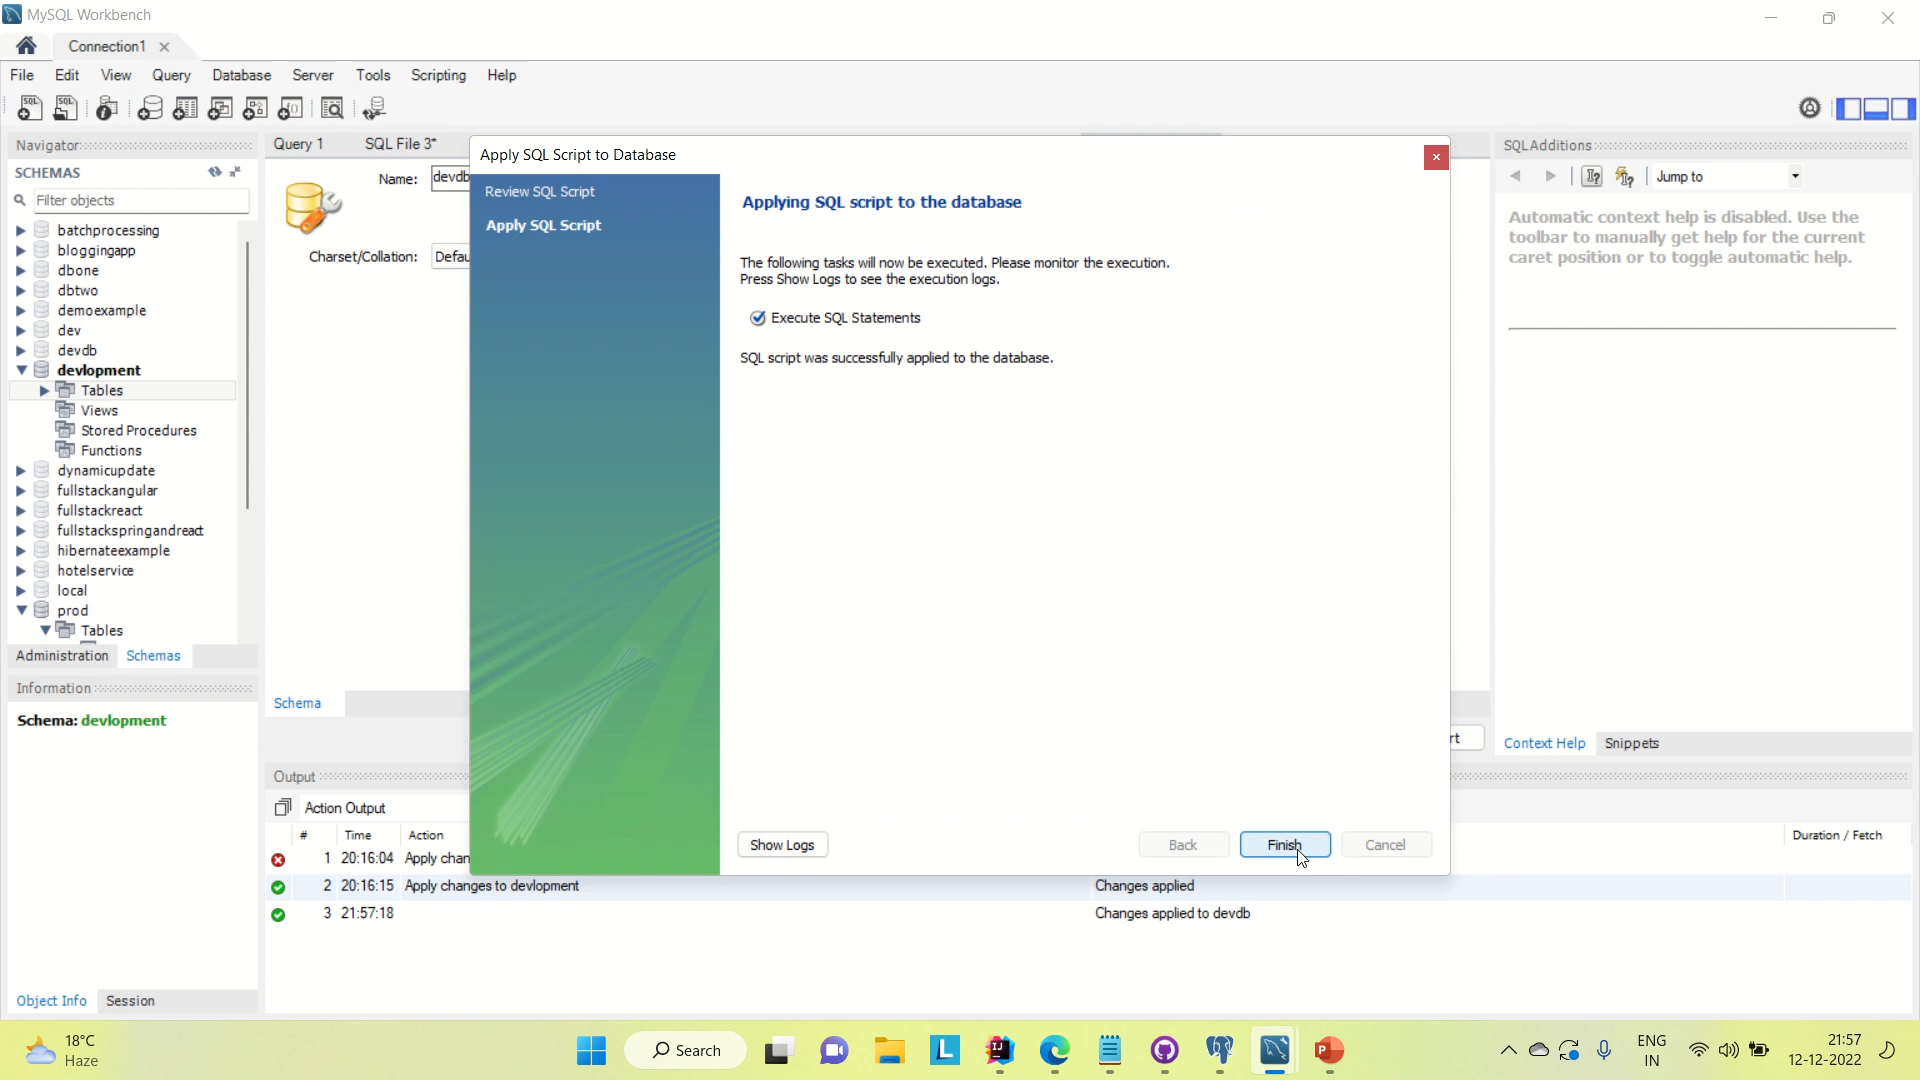 MySQL Workbench
Connection1
File Edit View Query Database Server Tools Scripting Help
Navigator
SCHEMAS
Filter objects
batchprocessing
bloggingapp
dbone
dbtwo
demoexample
dev
devdb
devlopment
Tables
Views
Stored Procedures
Functions
dynamicupdate
fullstackangular
fullstackreact
fullstackspringandreact
hibernateexample
hotelservice
local
prod
Tables
Administration Schemas
Information
Schema: devlopment
Object Info Session
Query 1 SQL File 3*
Name: devdb
Charset/Collation: Defau
Schema
Apply SQL Script to Database
Review SQL Script
Apply SQL Script
Applying SQL script to the database
The following tasks will now be executed. Please monitor the execution.
Press Show Logs to see the execution logs.
Execute SQL Statements
SQL script was successfully applied to the database.
Show Logs Back Finish Cancel
rt
SQLAdditions
Jump to
Automatic context help is disabled. Use the
toolbar to manually get help for the current
caret position or to toggle automatic help.
Context Help Snippets
Output
Action Output
# Time Action Duration / Fetch
1 20:16:04 Apply chan
2 20:16:15 Apply changes to devlopment Changes applied
3 21:57:18 Changes applied to devdb
18°C
Haze
Search
ENG
IN
21:57
12-12-2022